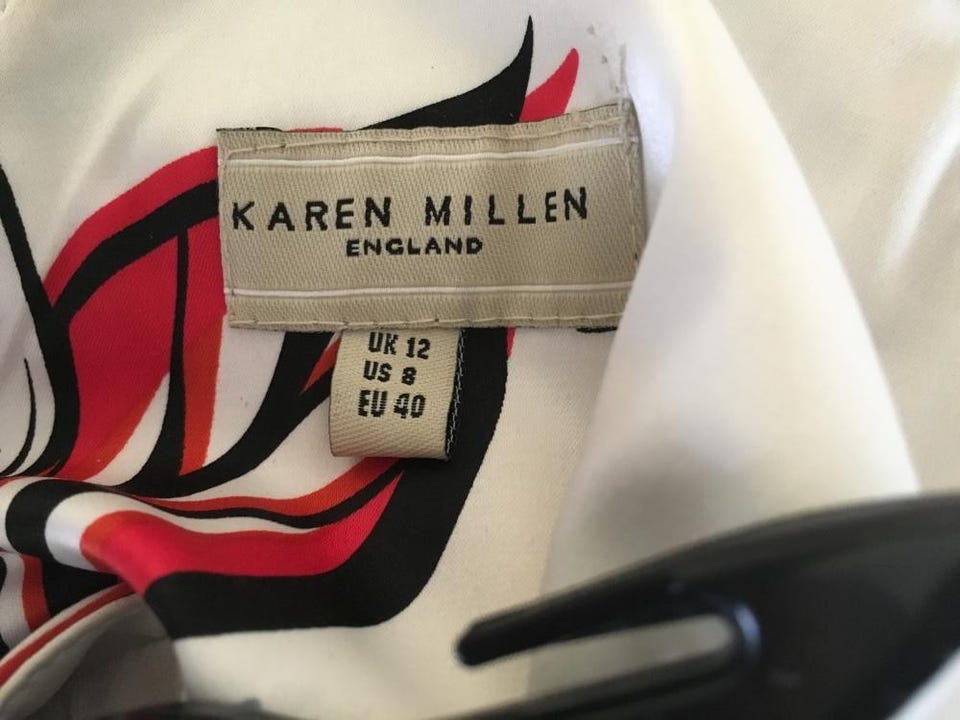 KAREN MILLEN
ENGLAND
UK 12
US 8
EU 40